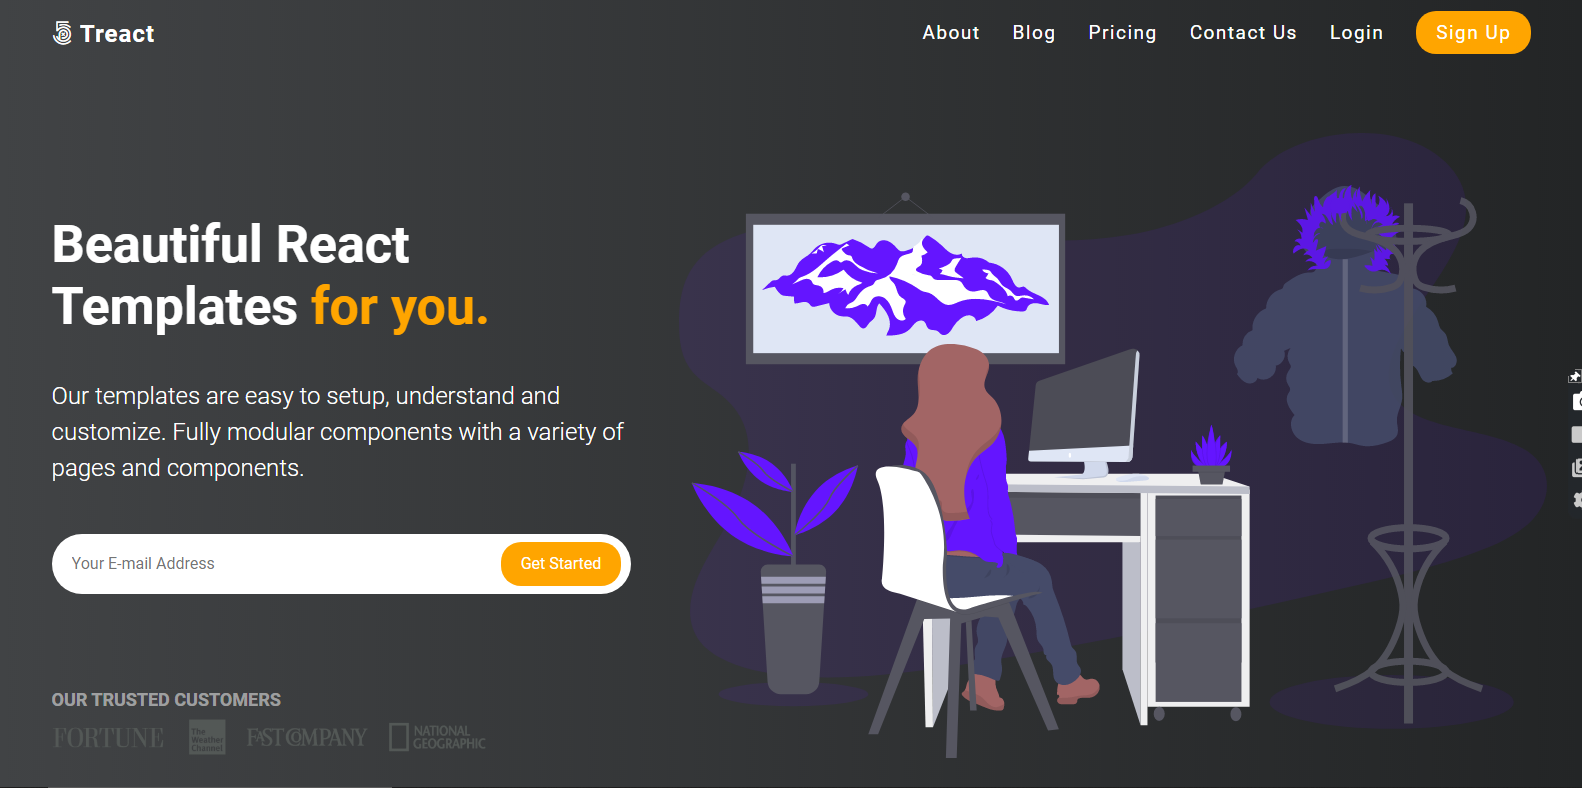 Treact
About Blog Pricing Contact Us Login Sign Up
Beautiful React
Templates for you.
Our templates are easy to setup, understand and
customize. Fully modular components with a variety of
pages and components.
Your E-mail Address Get Started
OUR TRUSTED CUSTOMERS
FORTUNE
The
Weather
Channel
FAST COMPANY
NATIONAL
GEOGRAPHIC